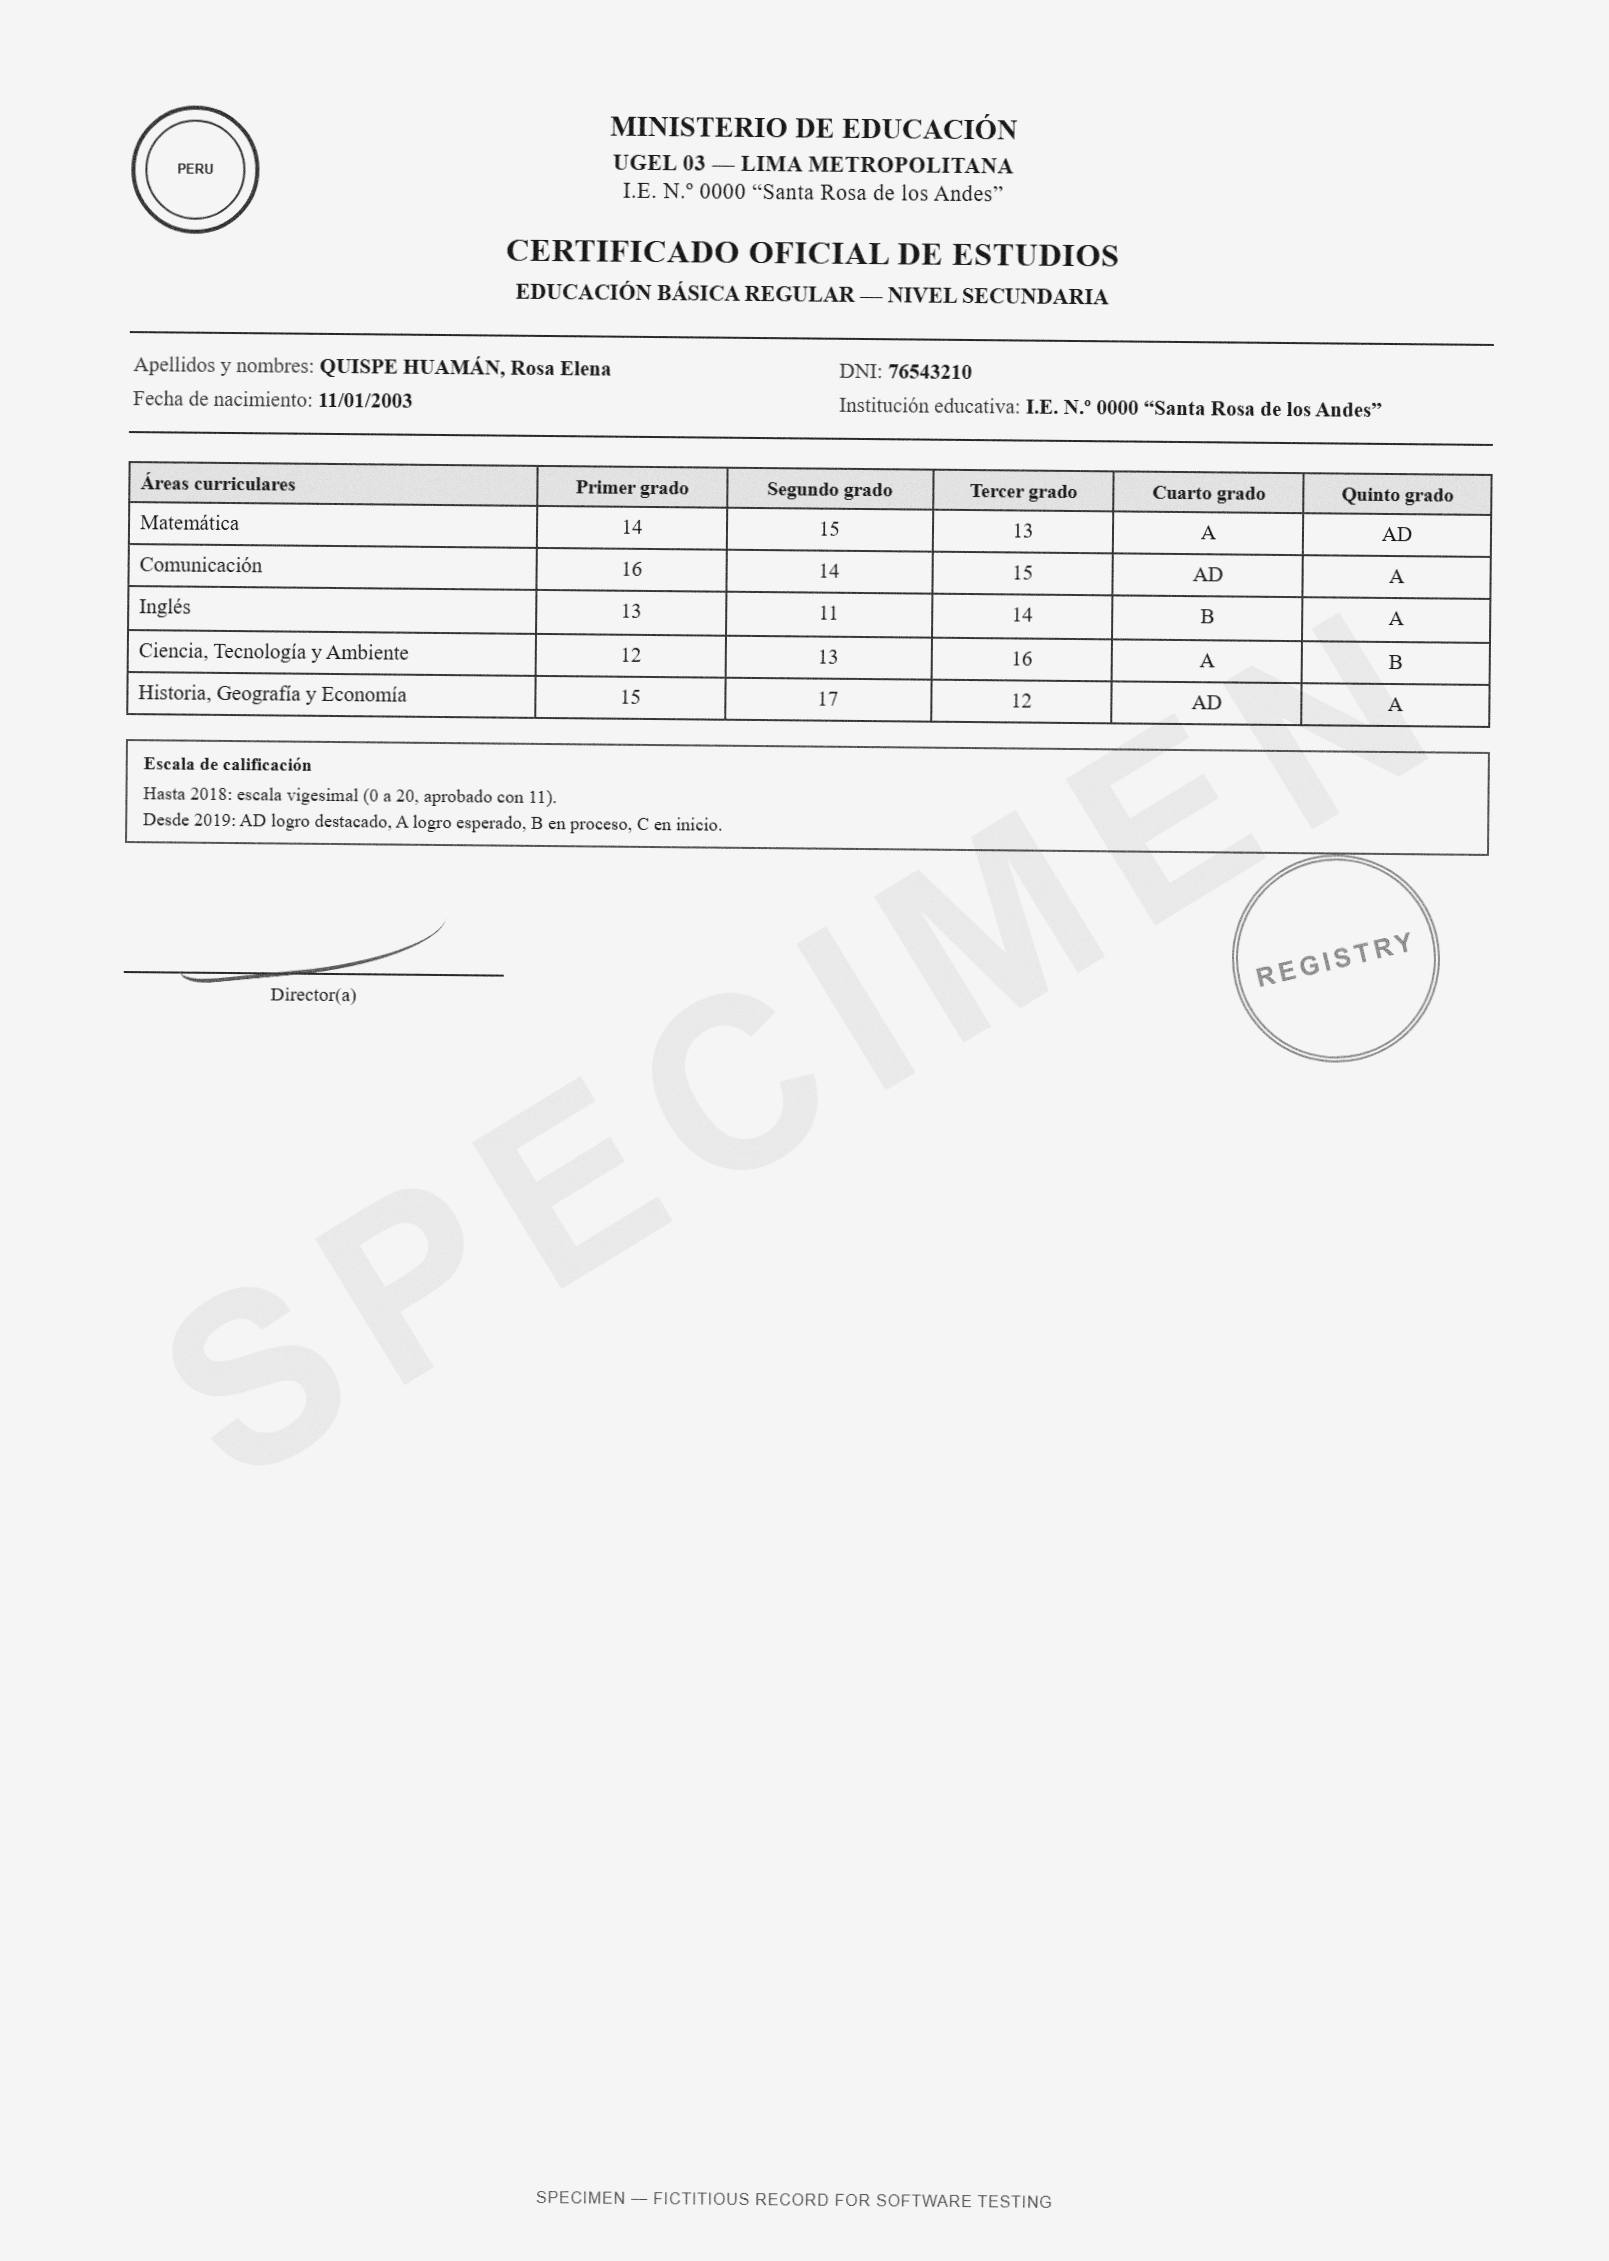 PERU
MINISTERIO DE EDUCACIÓN
UGEL 03 — LIMA METROPOLITANA
I.E. N.º 0000 “Santa Rosa de los Andes”
CERTIFICADO OFICIAL DE ESTUDIOS
EDUCACIÓN BÁSICA REGULAR — NIVEL SECUNDARIA
Apellidos y nombres: QUISPE HUAMÁN, Rosa Elena DNI: 76543210
Fecha de nacimiento: 11/01/2003 Institución educativa: I.E. N.º 0000 “Santa Rosa de los Andes”
Áreas curriculares Primer grado Segundo grado Tercer grado Cuarto grado Quinto grado
Matemática 14 15 13 A AD
Comunicación 16 14 15 AD A
Inglés 13 11 14 B A
Ciencia, Tecnología y Ambiente 12 13 16 A B
Historia, Geografía y Economía 15 17 12 AD A
Escala de calificación
Hasta 2018: escala vigesimal (0 a 20, aprobado con 11).
Desde 2019: AD logro destacado, A logro esperado, B en proceso, C en inicio.
Director(a)
REGISTRY
SPECIMEN
SPECIMEN — FICTITIOUS RECORD FOR SOFTWARE TESTING